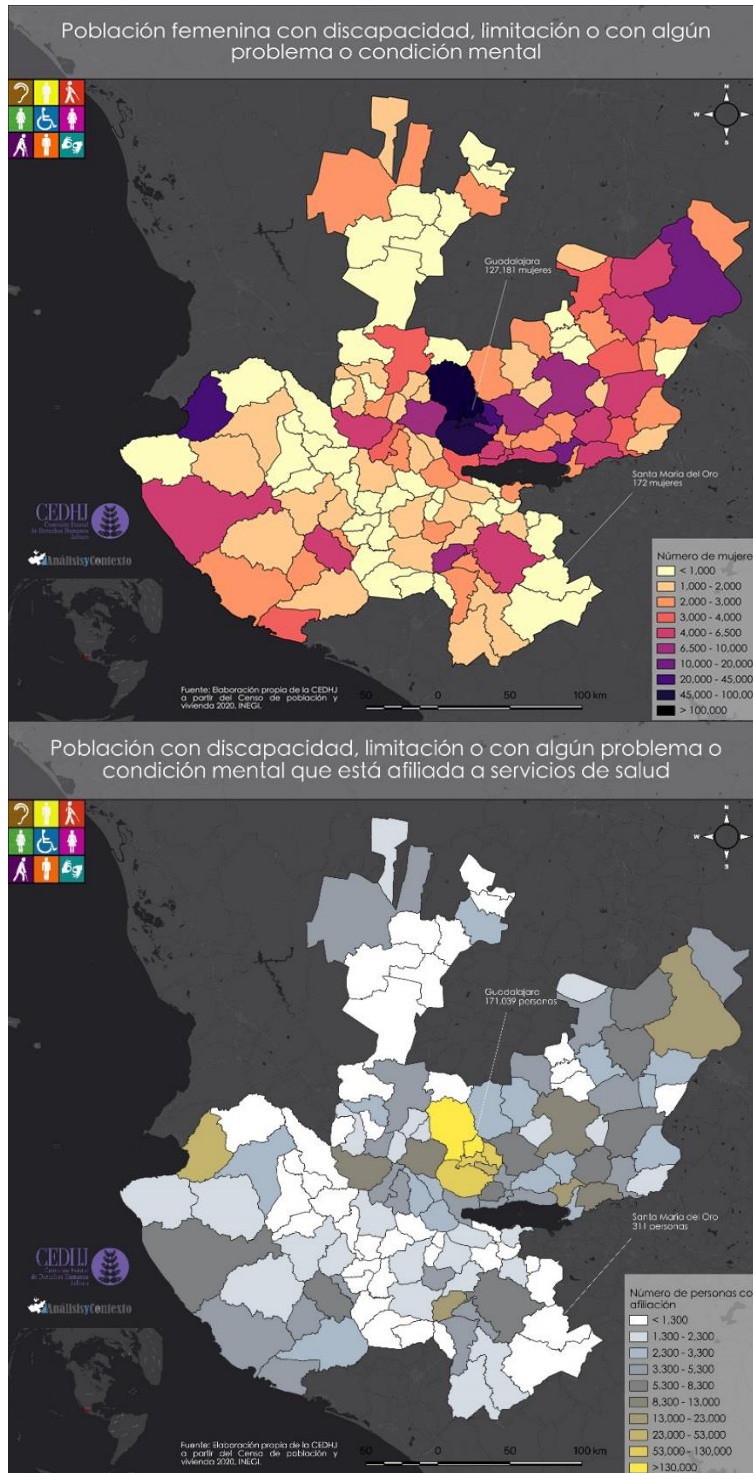 Población femenina con discapacidad, limitación o con algún
problema o condición mental
N
W
E
S
Guadalajara
127,181 mujeres
Santa María del Oro
172 mujeres
CEDHJ
Comisión Estatal
de Derechos Humanos
Jalisco
AnálisisyContexto
Número de mujere
< 1,000
1,000 - 2,000
2,000 - 3,000
3,000 - 4,000
4,000 - 6,500
6,500 - 10,000
10,000 - 20,000
20,000 - 45,000
45,000 - 100,000
> 100,000
Fuente: Elaboración propia de la CEDHJ
a partir del Censo de población y
vivienda 2020, INEGI.
50 0 50 100 km
Población con discapacidad, limitación o con algún problema o
condición mental que está afiliada a servicios de salud
N
W
E
S
Guadalajara
171,039 personas
Santa María del Oro
311 personas
CEDHJ
AnálisisyContexto
Número de personas co
afiliación
< 1,300
1,300 - 2,300
2,300 - 3,300
3,300 - 5,300
5,300 - 8,300
8,300 - 13,000
13,000 - 23,000
23,000 - 53,000
53,000 - 130,000
>130,000
Fuente: Elaboración propia de la CEDHJ
a partir del Censo de población y
vivienda 2020, INEGI.
50 0 50 100 km